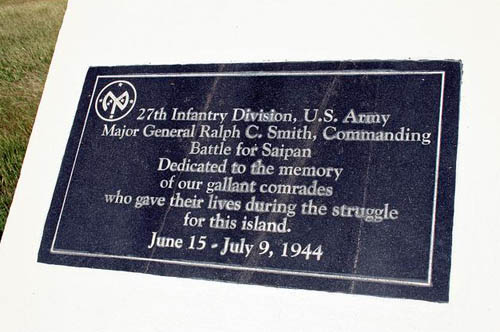 27th Infantry Division, U.S. Army
Major General Ralph C. Smith, Commanding
Battle for Saipan
Dedicated to the memory
of our gallant comrades
who gave their lives during the struggle
for this island.
June 15 - July 9, 1944